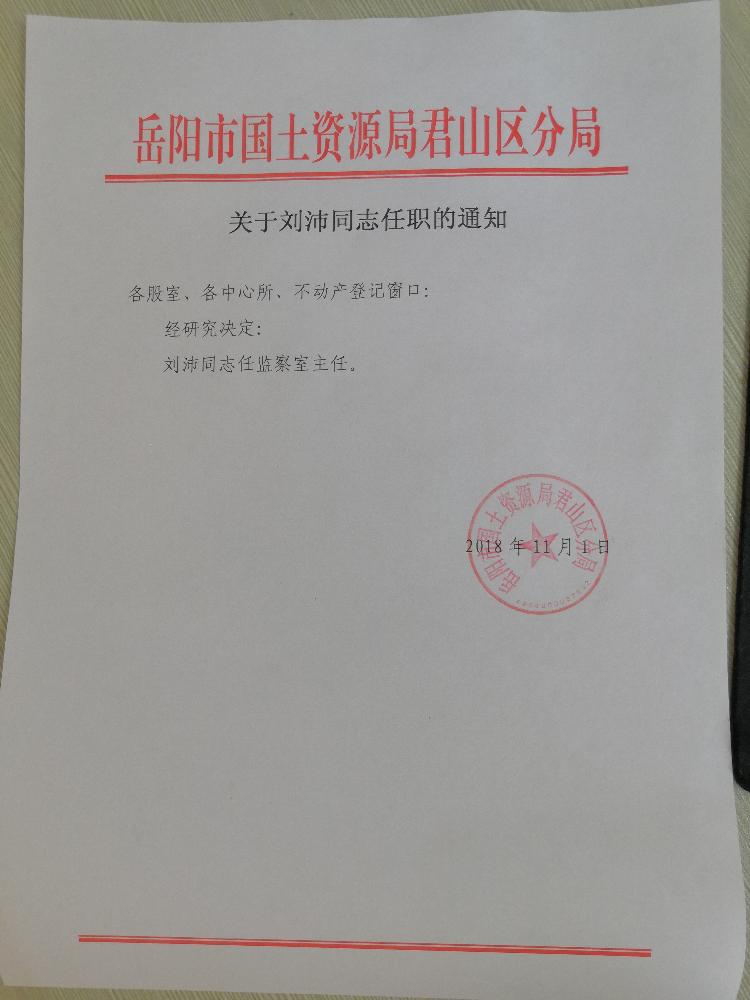 岳阳市国土资源局君山区分局
关于刘沛同志任职的通知
各股室、各中心所、不动产登记窗口:
经研究决定:
刘沛同志任监察室主任。
岳阳市国土资源局君山区分局
2018年11月1日